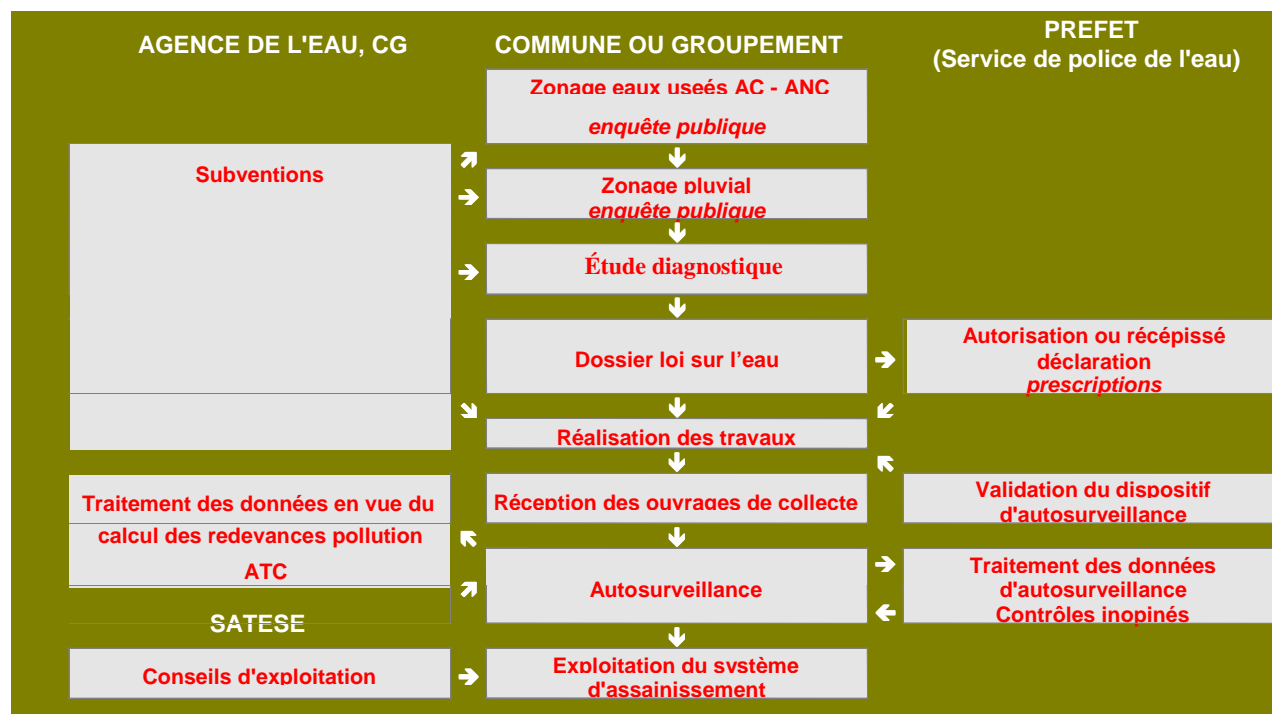 AGENCE DE L'EAU, CG
COMMUNE OU GROUPEMENT
PREFET
(Service de police de l'eau)
Zonage eaux useés AC - ANC
enquête publique
Subventions
Zonage pluvial
enquête publique
Étude diagnostique
Dossier loi sur l’eau
Autorisation ou récépissé
déclaration
prescriptions
Réalisation des travaux
Traitement des données en vue du
calcul des redevances pollution
ATC
Réception des ouvrages de collecte
Validation du dispositif
d'autosurveillance
Autosurveillance
Traitement des données
d'autosurveillance
Contrôles inopinés
SATESE
Conseils d'exploitation
Exploitation du système
d'assainissement